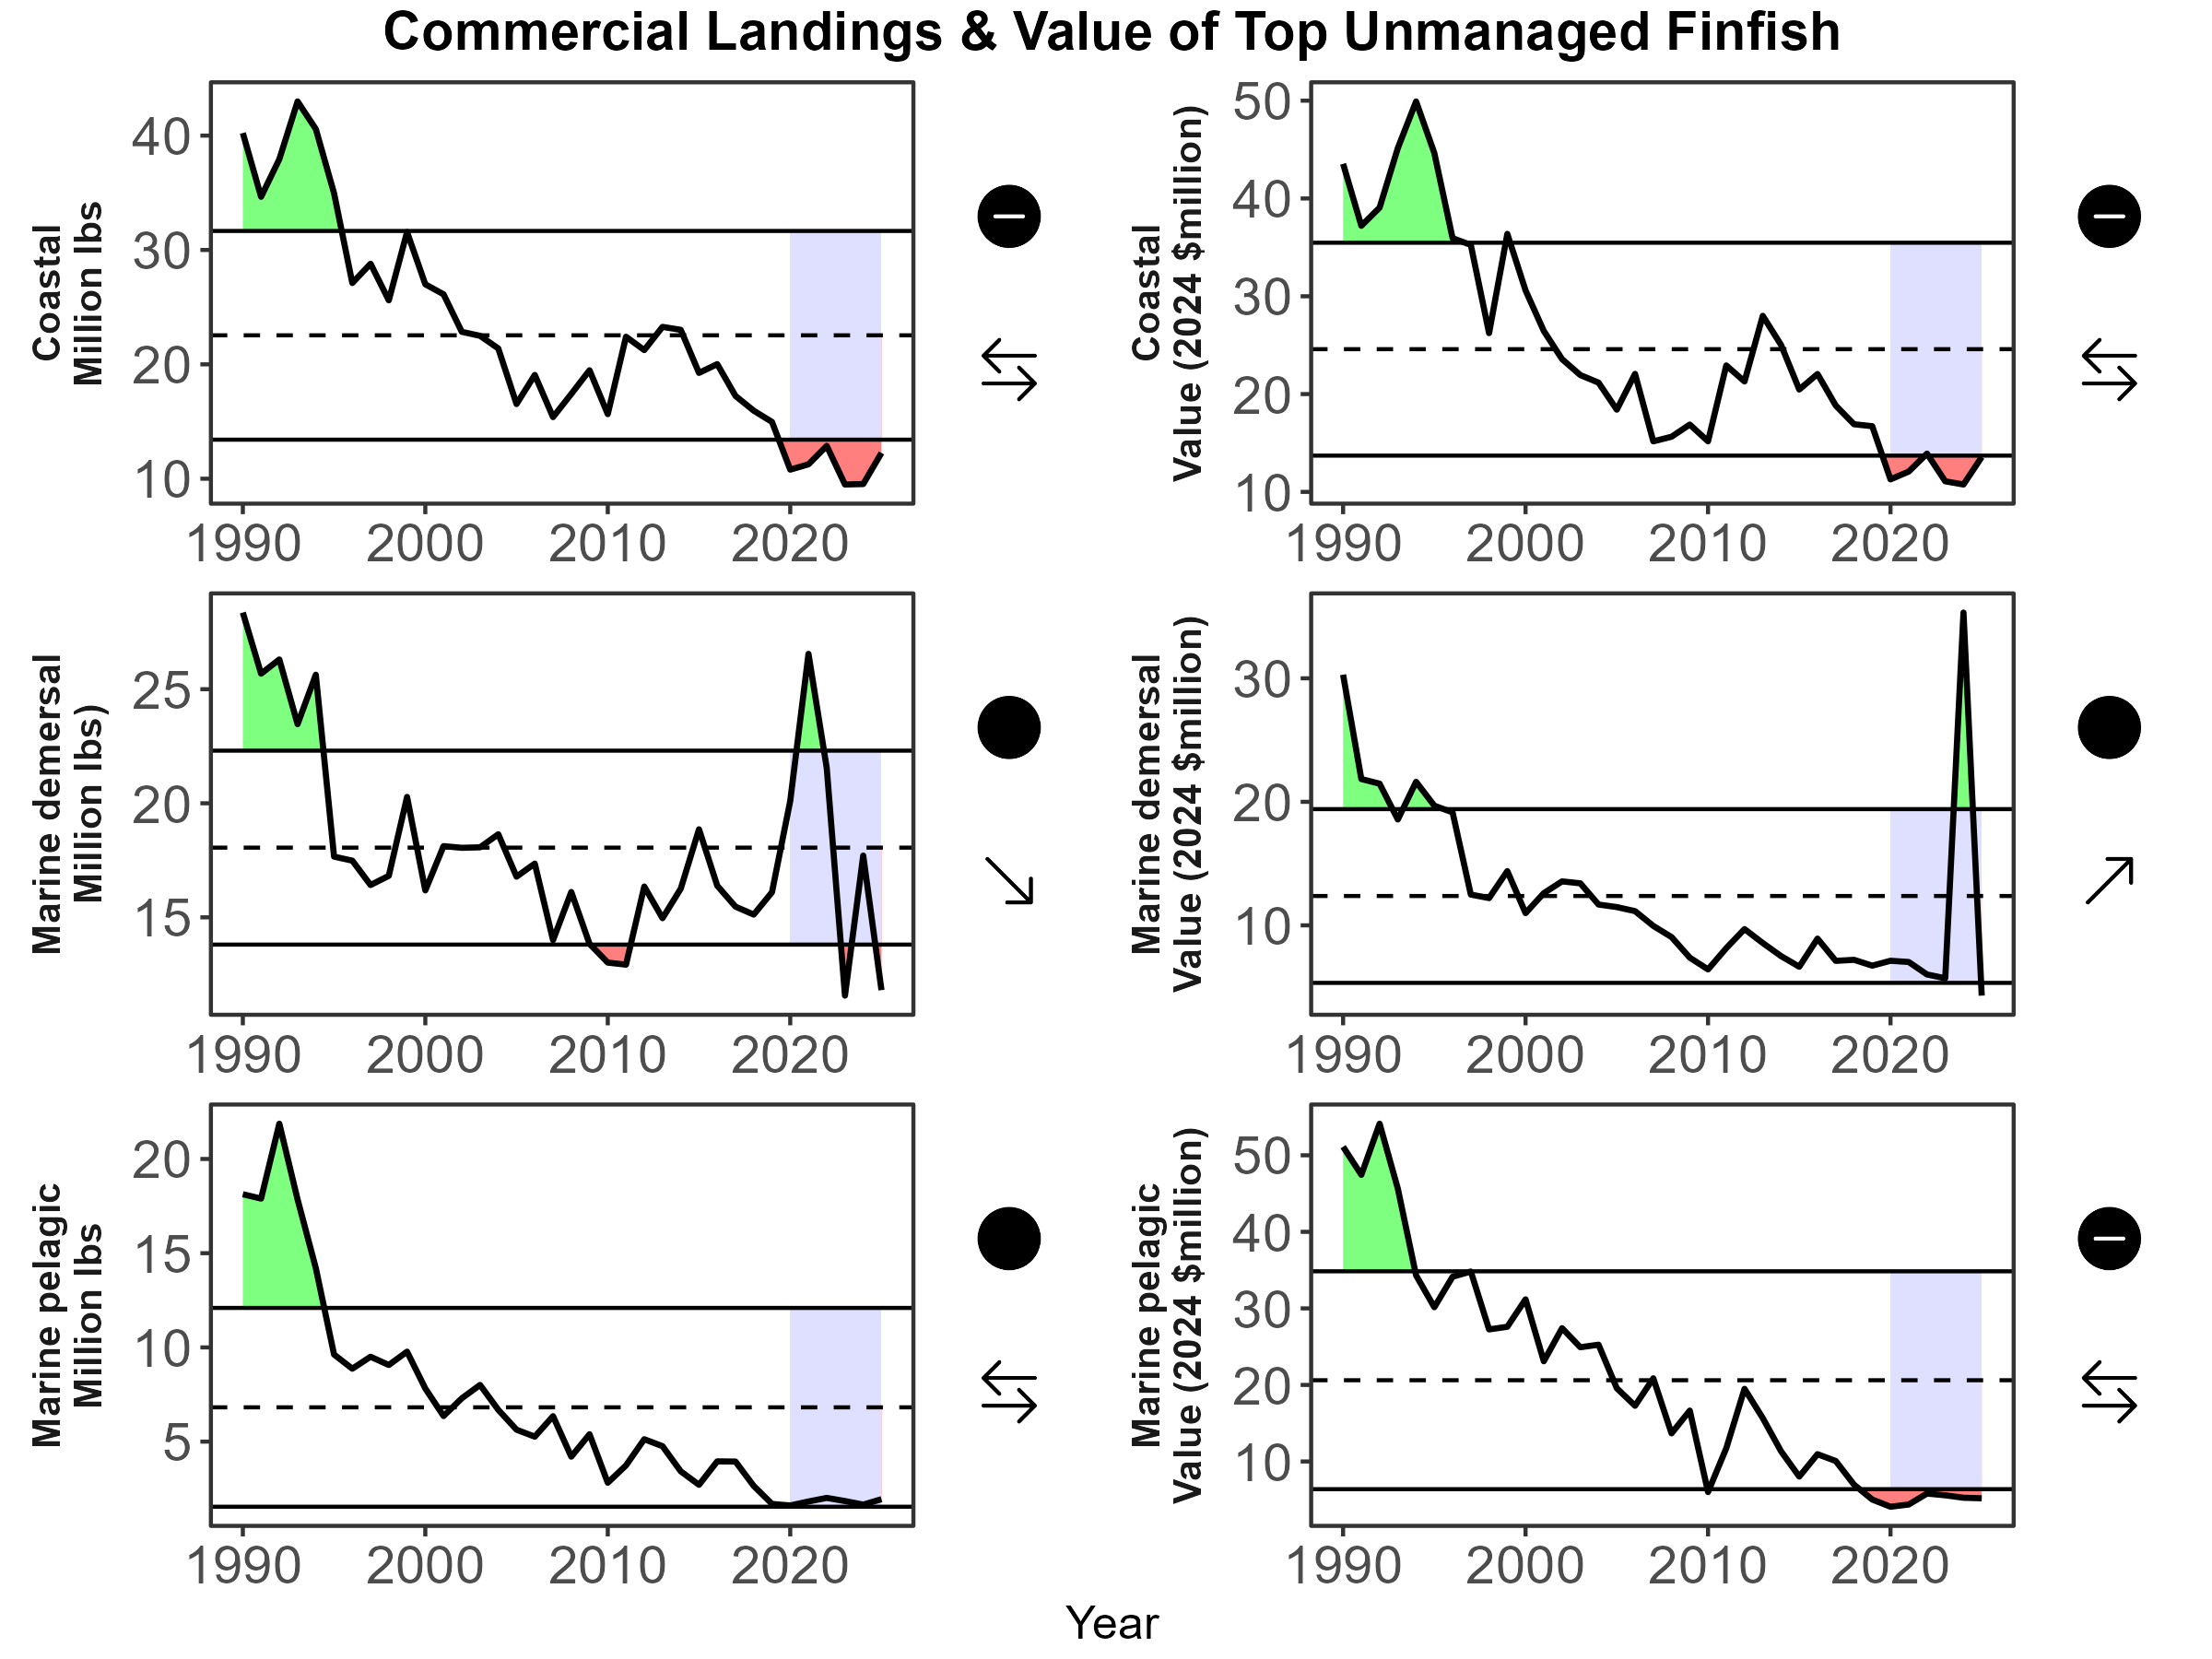 Commercial Landings & Value of Top Unmanaged Finfish
Coastal
Million lbs
40
30
20
10
1990 2000 2010 2020
Coastal
Value (2024 $million)
50
40
30
20
10
1990 2000 2010 2020
Marine demersal
Million lbs)
25
20
15
1990 2000 2010 2020
Marine demersal
Value (2024 $million)
30
20
10
1990 2000 2010 2020
Marine pelagic
Million lbs
20
15
10
5
1990 2000 2010 2020
Marine pelagic
Value (2024 $million)
50
40
30
20
10
1990 2000 2010 2020
Year